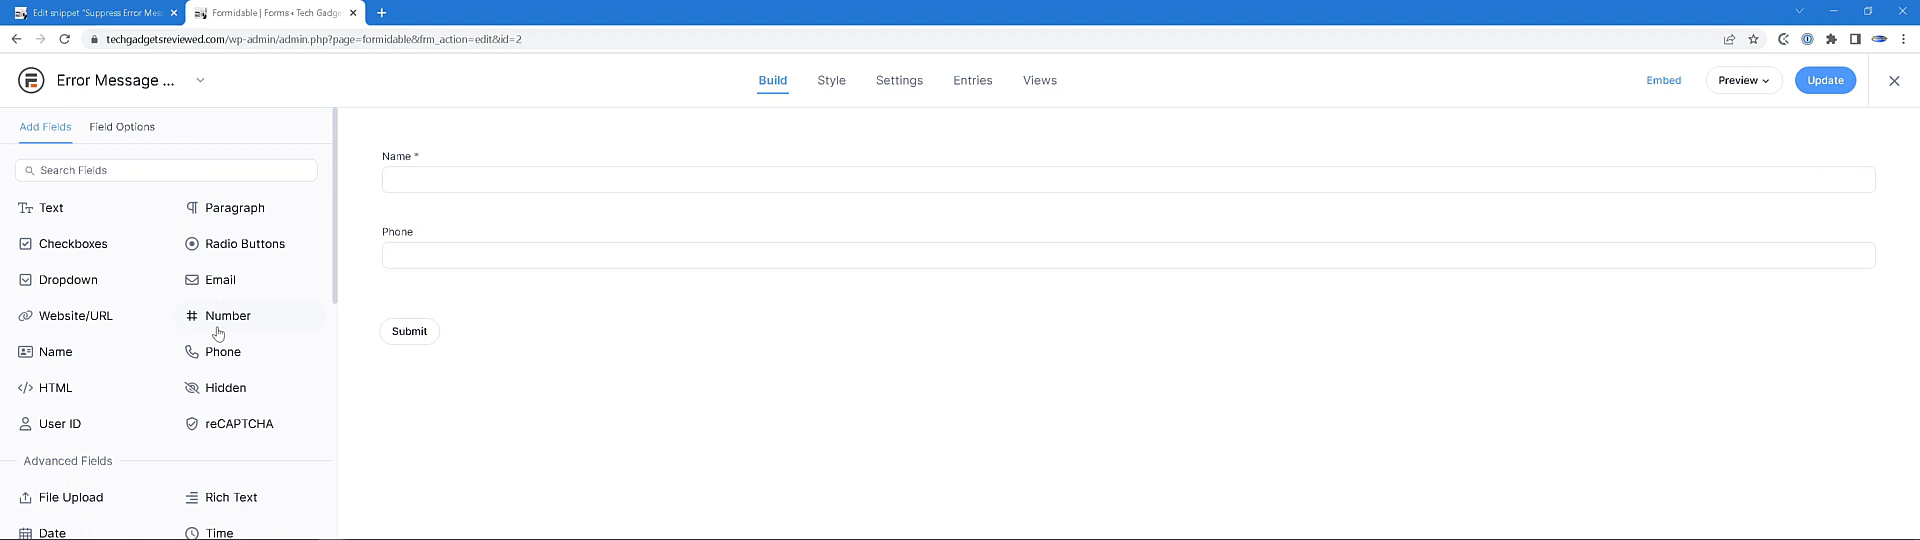 Edit snippet "Suppress Error Mes
Formidable | Forms ‹ Tech Gadge
techgadgetsreviewed.com/wp-admin/admin.php?page=formidable&frm_action=edit&id=2
Error Message ...
Build Style Settings Entries Views
Embed Preview Update
Add Fields Field Options
Search Fields
Text Paragraph
Checkboxes Radio Buttons
Dropdown Email
Website/URL Number
Name Phone
HTML Hidden
User ID reCAPTCHA
Advanced Fields
File Upload Rich Text
Date Time
Name *
Phone
Submit